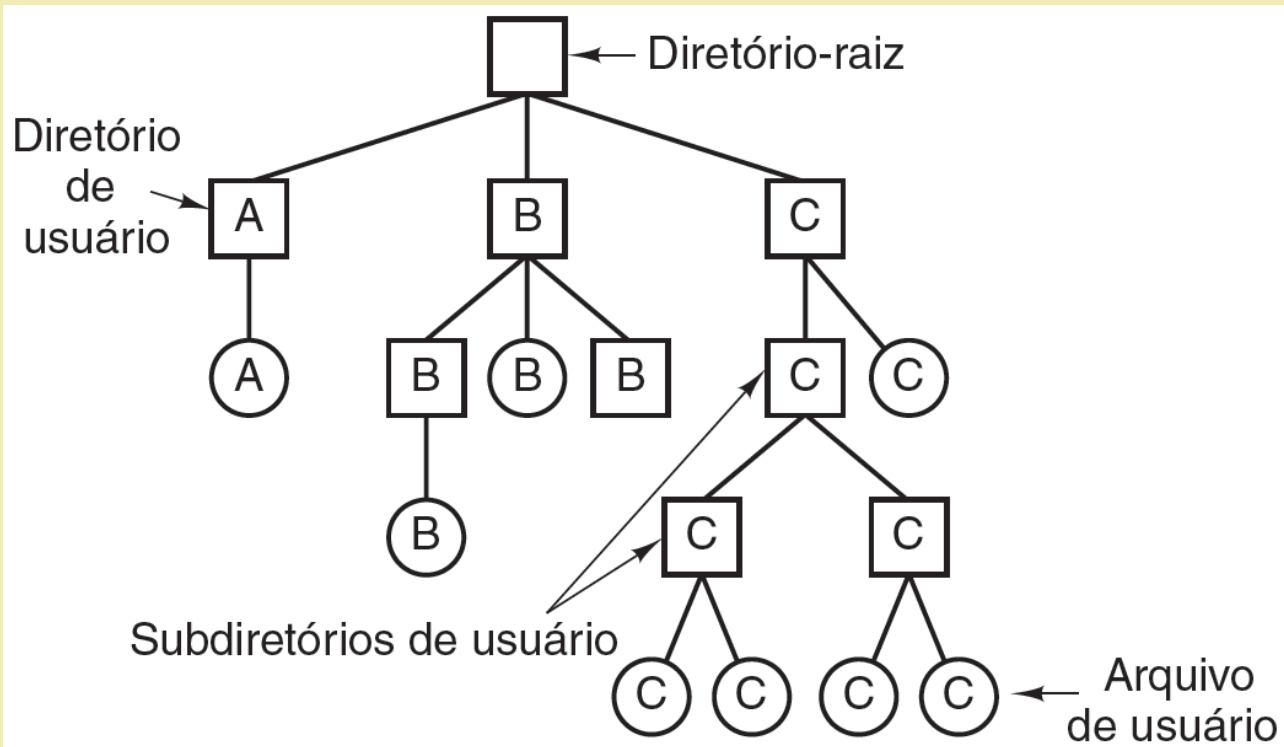 Diretório-raiz
Diretório
de
usuário
A
B
C
A
B
B
B
C
C
B
C
C
Subdiretórios de usuário
C
C
C
C
Arquivo
de usuário